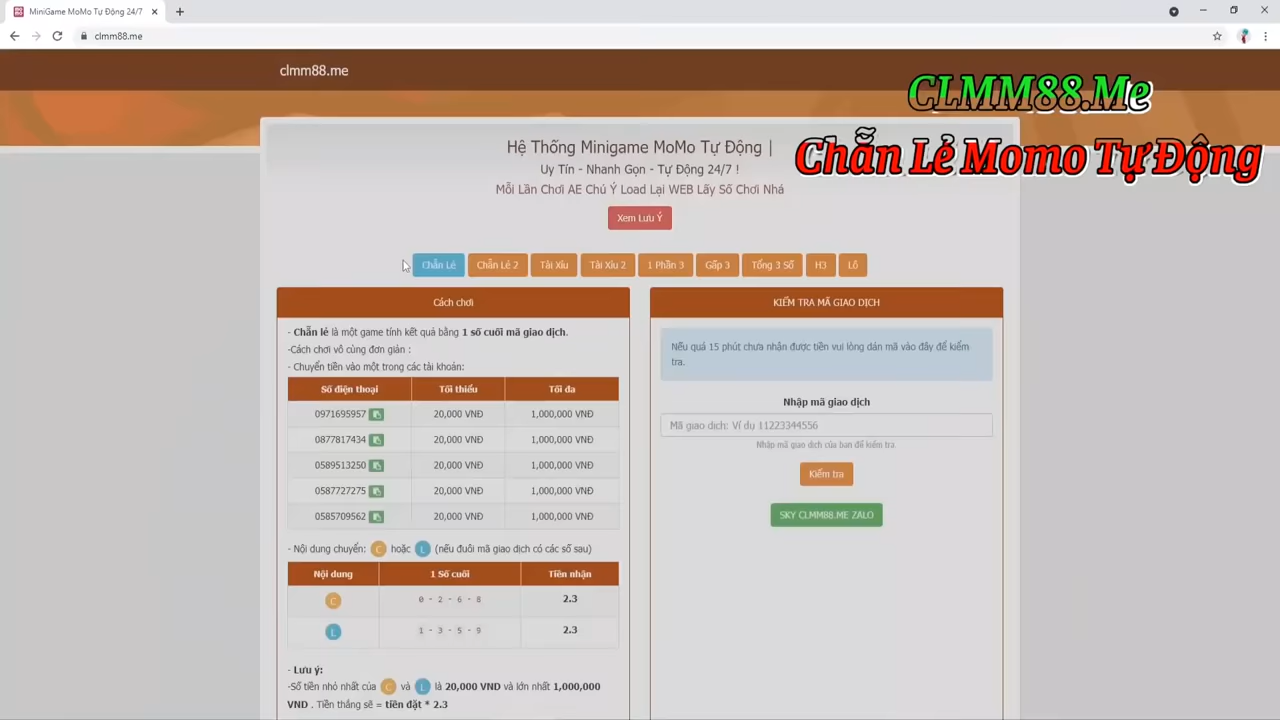 MiniGame MoMo Tự Động 24/7
clmm88.me
clmm88.me
CLMM88.Me
Chẵn Lẻ Momo Tự Động
Hệ Thống Minigame MoMo Tự Động |
Uy Tín - Nhanh Gọn - Tự Động 24/7 !
Mỗi Lần Chơi AE Chú Ý Load Lại WEB Lấy Số Chơi Nhá
Xem Lưu Ý
Chẵn Lẻ
Chẵn Lẻ 2
Tài Xỉu
Tài Xỉu 2
1 Phần 3
Gấp 3
Tổng 3 Số
H3
Lô
Cách chơi
- Chẵn lẻ là một game tính kết quả bằng 1 số cuối mã giao dịch.
-Cách chơi vô cùng đơn giản :
- Chuyển tiền vào một trong các tài khoản:
Số điện thoại Tối thiểu Tối đa
0971695957 20,000 VNĐ 1,000,000 VNĐ
0877817434 20,000 VNĐ 1,000,000 VNĐ
0589513250 20,000 VNĐ 1,000,000 VNĐ
0587727275 20,000 VNĐ 1,000,000 VNĐ
0585709562 20,000 VNĐ 1,000,000 VNĐ
- Nội dung chuyển: C hoặc L (nếu đuôi mã giao dịch có các số sau)
Nội dung 1 Số cuối Tiền nhận
C 0 - 2 - 6 - 8 2.3
L 1 - 3 - 5 - 9 2.3
- Lưu ý:
-Số tiền nhỏ nhất của C và L là 20,000 VND và lớn nhất 1,000,000
VND . Tiền thắng sẽ = tiền đặt * 2.3
KIỂM TRA MÃ GIAO DỊCH
Nếu quá 15 phút chưa nhận được tiền vui lòng dán mã vào đây để kiểm
tra.
Nhập mã giao dịch
Mã giao dịch: Ví dụ 11223344556
Nhập mã giao dịch của bạn để kiểm tra.
Kiểm tra
SKY CLMM88.ME ZALO